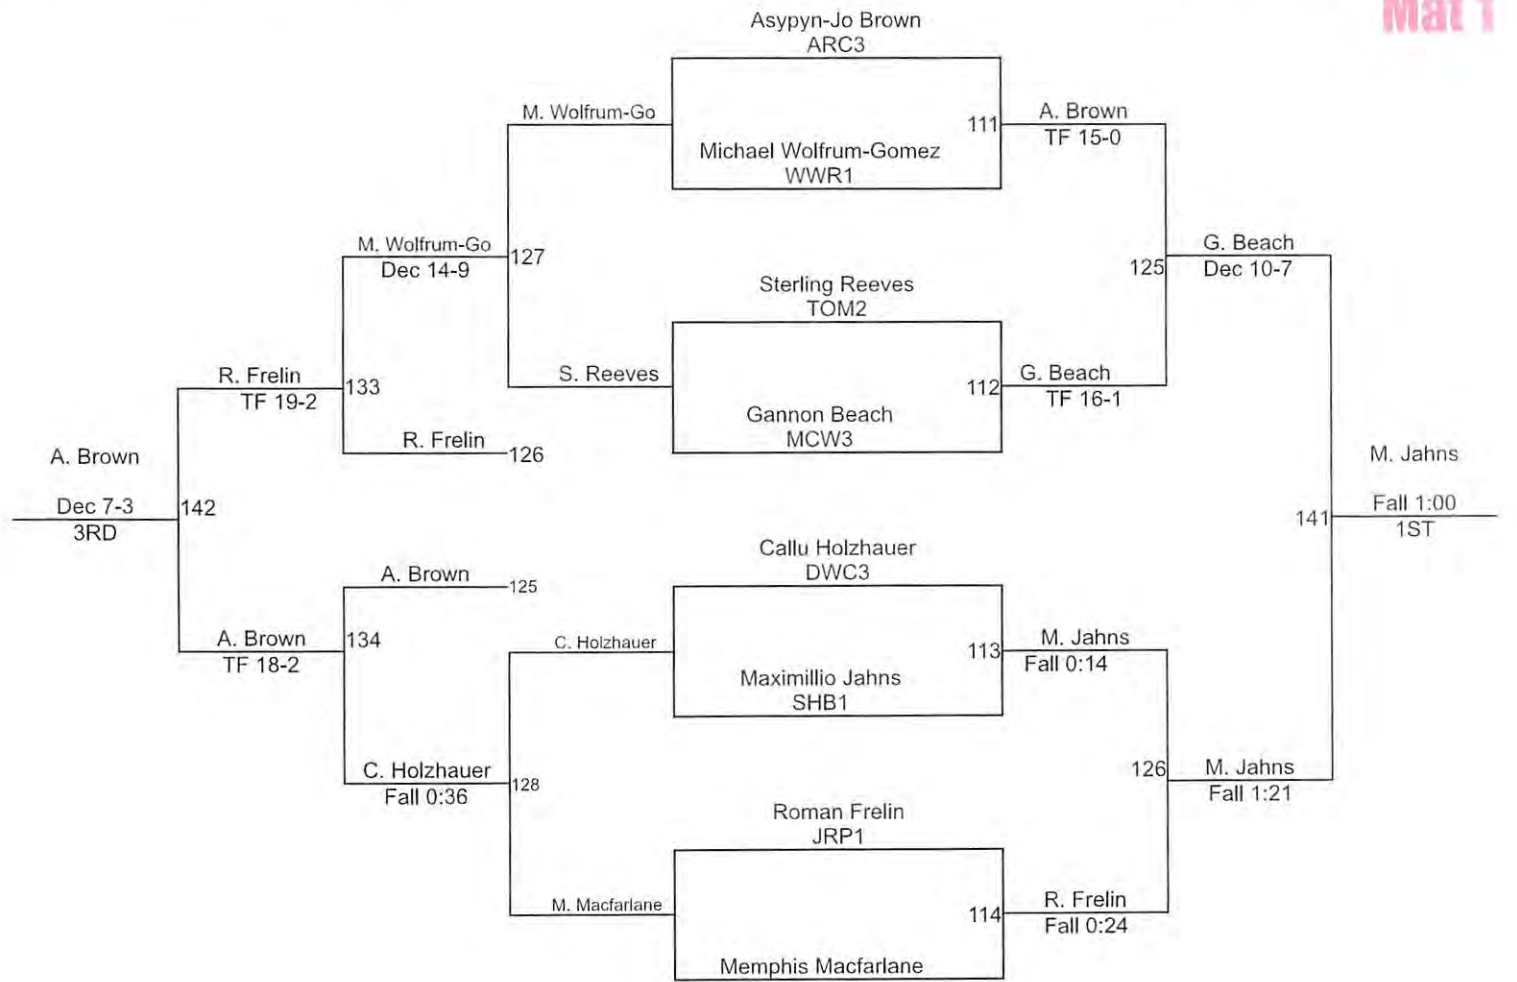 Mat 1
Asypyn-Jo Brown
ARC3
M. Wolfrum-Go
111
A. Brown
TF 15-0
Michael Wolfrum-Gomez
WWR1
M. Wolfrum-Go
Dec 14-9
127
G. Beach
Dec 10-7
125
Sterling Reeves
TOM2
R. Frelin
TF 19-2
133
S. Reeves
112
G. Beach
TF 16-1
Gannon Beach
MCW3
R. Frelin
126
A. Brown
Dec 7-3
3RD
142
M. Jahns
Fall 1:00
1ST
141
Callu Holzhauer
DWC3
A. Brown
125
A. Brown
TF 18-2
134
C. Holzhauer
113
M. Jahns
Fall 0:14
Maximillio Jahns
SHB1
C. Holzhauer
Fall 0:36
128
126
M. Jahns
Fall 1:21
Roman Frelin
JRP1
M. Macfarlane
114
R. Frelin
Fall 0:24
Memphis Macfarlane